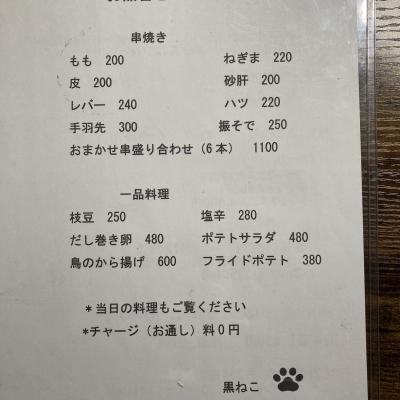 串焼き
もも 200 ねぎま 220
皮 200 砂肝 200
レバー 240 ハツ 220
手羽先 300 振そで 250
おまかせ串盛り合わせ（6本） 1100
一品料理
枝豆 250 塩辛 280
だし巻き卵 480 ポテトサラダ 480
鳥のから揚げ 600 フライドポテト 380
＊当日の料理もご覧ください
*チャージ（お通し）料０円
黒ねこ